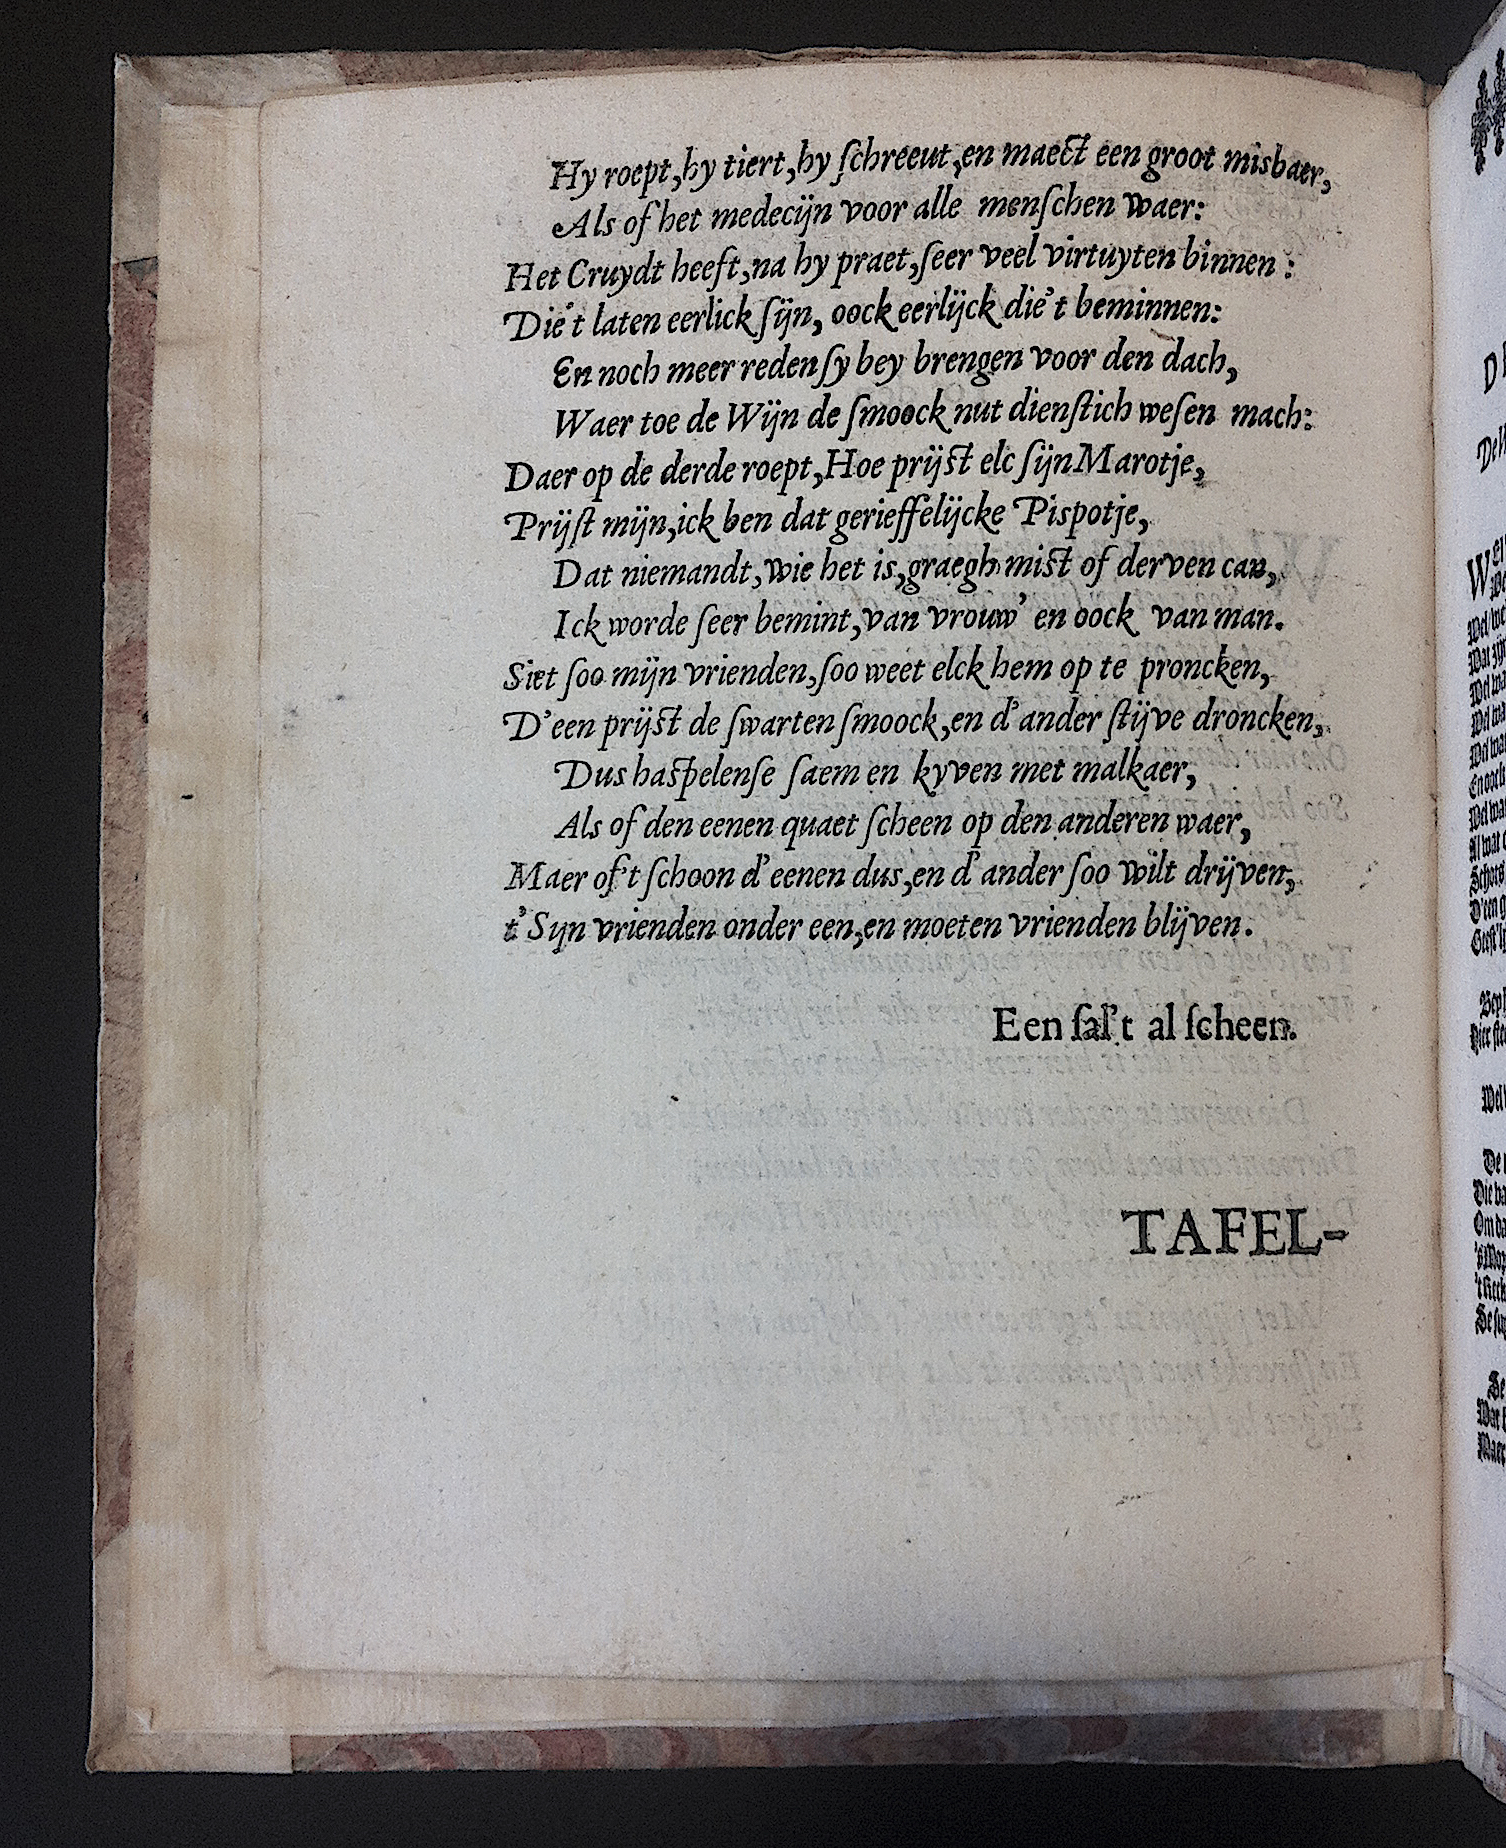 Hy roept, hy tiert, hy ſchreeut, en maect een groot misbaer,
Als of het medecijn voor alle menſchen waer:
Het Cruydt heeft, na hy praet, ſeer veel virtuyten binnen :
Die't laten eerlick ſijn, oock eerlijck die't beminnen:
En noch meer reden ſy bey brengen voor den dach,
Waer toe de Wijn de ſmoock nut dienſtich weſen mach:
Daer op de derde roept, Hoe prijst elc ſijn Marotje,
Prijſt mijn, ick ben dat gerieffelijcke Pispotje,
Dat niemandt, wie het is, graegh mist of derven can,
Ick worde ſeer bemint, van vrouw' en oock van man.
Siet ſoo mijn vrienden, ſoo weet elck hem op te proncken,
D'een prijst de ſwarten ſmoock, en d'ander ſtijve droncken,
Dus haspelenſe ſaem en kyven met malkaer,
Als of den eenen quaet ſcheen op den anderen waer,
Maer of't ſchoon d'eenen dus, en d'ander ſoo wilt drijven,
t'Sijn vrienden onder een, en moeten vrienden blijven.
Een ſal't al ſcheen.
TAFEL-